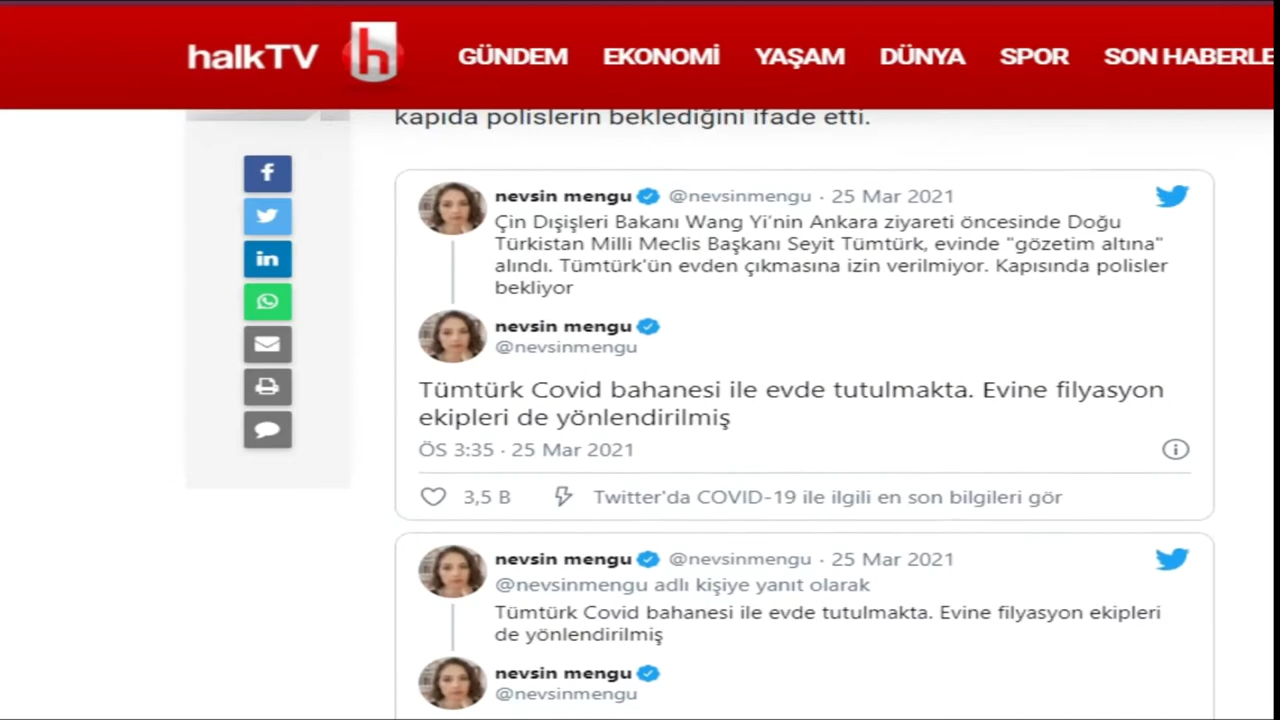 halkTV h GÜNDEM EKONOMİ YAŞAM DÜNYA SPOR SON HABERLE
kapıda polislerin beklediğini ifade etti.
nevsin mengu @nevsinmengu · 25 Mar 2021
Çin Dışişleri Bakanı Wang Yi'nin Ankara ziyareti öncesinde Doğu
Türkistan Milli Meclis Başkanı Seyit Tümtürk, evinde "gözetim altına"
alındı. Tümtürk'ün evden çıkmasına izin verilmiyor. Kapısında polisler
bekliyor
nevsin mengu
@nevsinmengu
Tümtürk Covid bahanesi ile evde tutulmakta. Evine filyasyon
ekipleri de yönlendirilmiş
ÖS 3:35 · 25 Mar 2021
3,5 B Twitter'da COVID-19 ile ilgili en son bilgileri gör
nevsin mengu @nevsinmengu · 25 Mar 2021
@nevsinmengu adlı kişiye yanıt olarak
Tümtürk Covid bahanesi ile evde tutulmakta. Evine filyasyon ekipleri
de yönlendirilmiş
nevsin mengu
@nevsinmengu